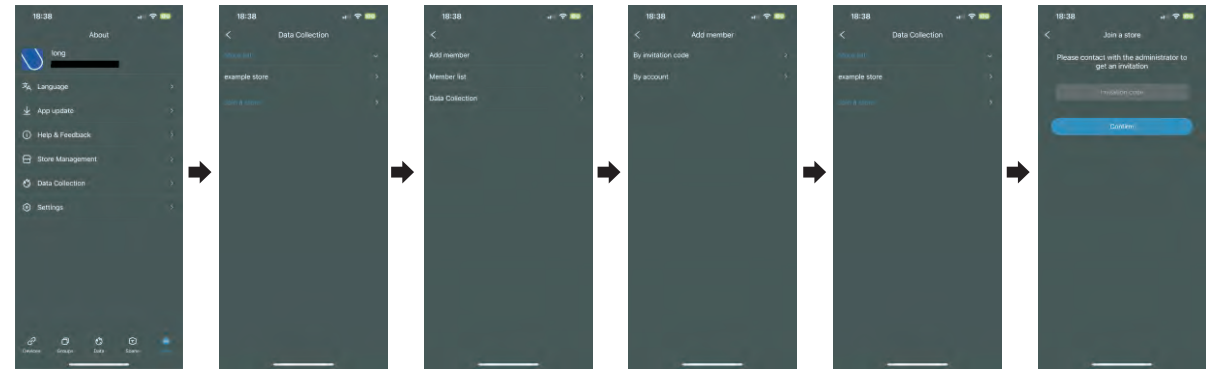 18:38
About
long
Language
App update
Help & Feedback
Store Management
Data Collection
Settings
Groups
Data
18:38
Data Collection
example store
18:38
Add member
Member list
Data Collection
18:38
Add member
By invitation code
By account
18:38
Data Collection
example store
18:38
Join a store
Please contact with the administrator to
get an invitation
Confirm